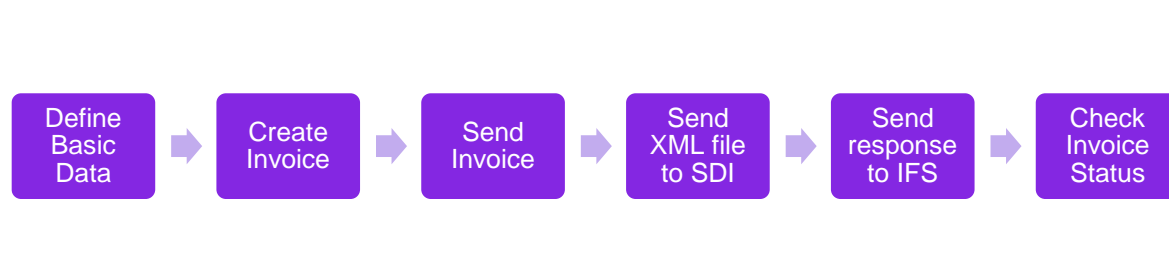 Define
Basic
Data
Create
Invoice
Send
Invoice
Send
XML file
to SDI
Send
response
to IFS
Check
Invoice
Status